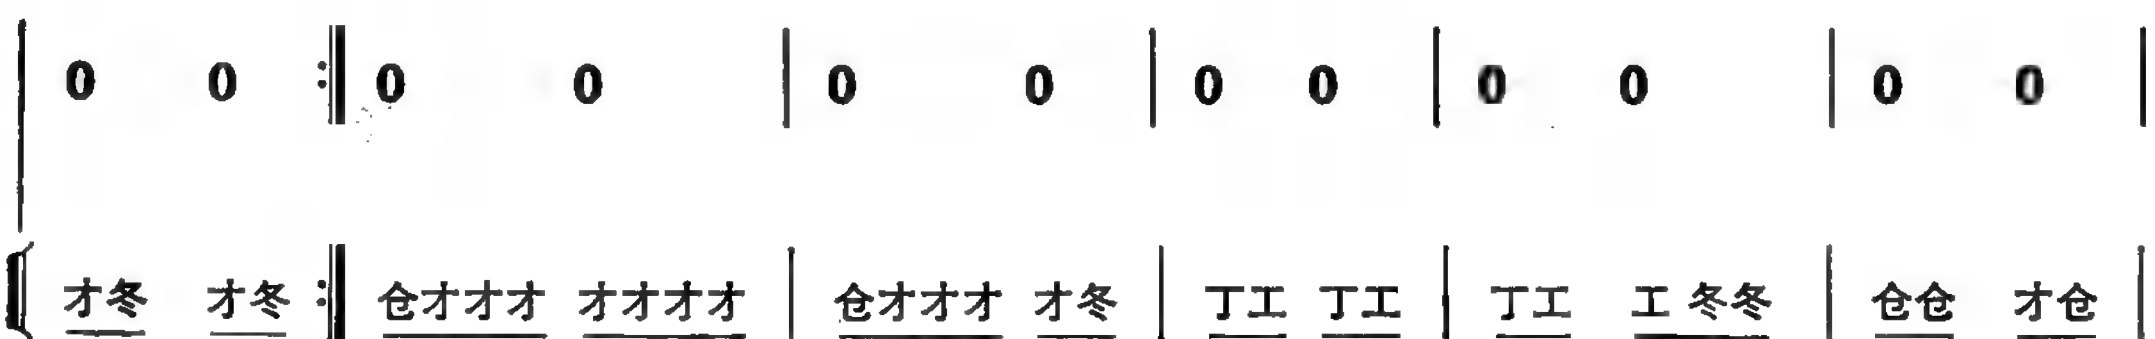 0 0 :‖ 0 0 | 0 0 | 0 0 | 0 0 | 0 0 |
才冬 才冬 :‖ 仓才才才 才才才才 | 仓才才才 才冬 | 丁工 丁工 | 丁工 工 冬冬 | 仓仓 才仓 |